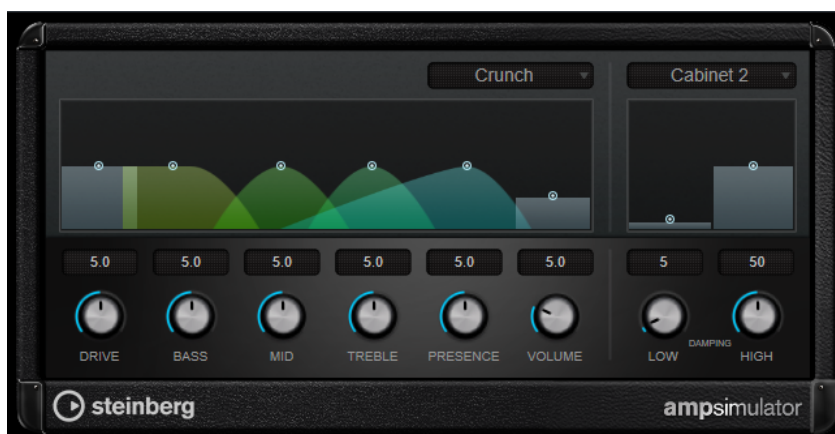 Crunch Cabinet 2
5.0 5.0 5.0 5.0 5.0 5.0 5 50
DAMPING
DRIVE BASS MID TREBLE PRESENCE VOLUME LOW HIGH
steinberg ampsimulator